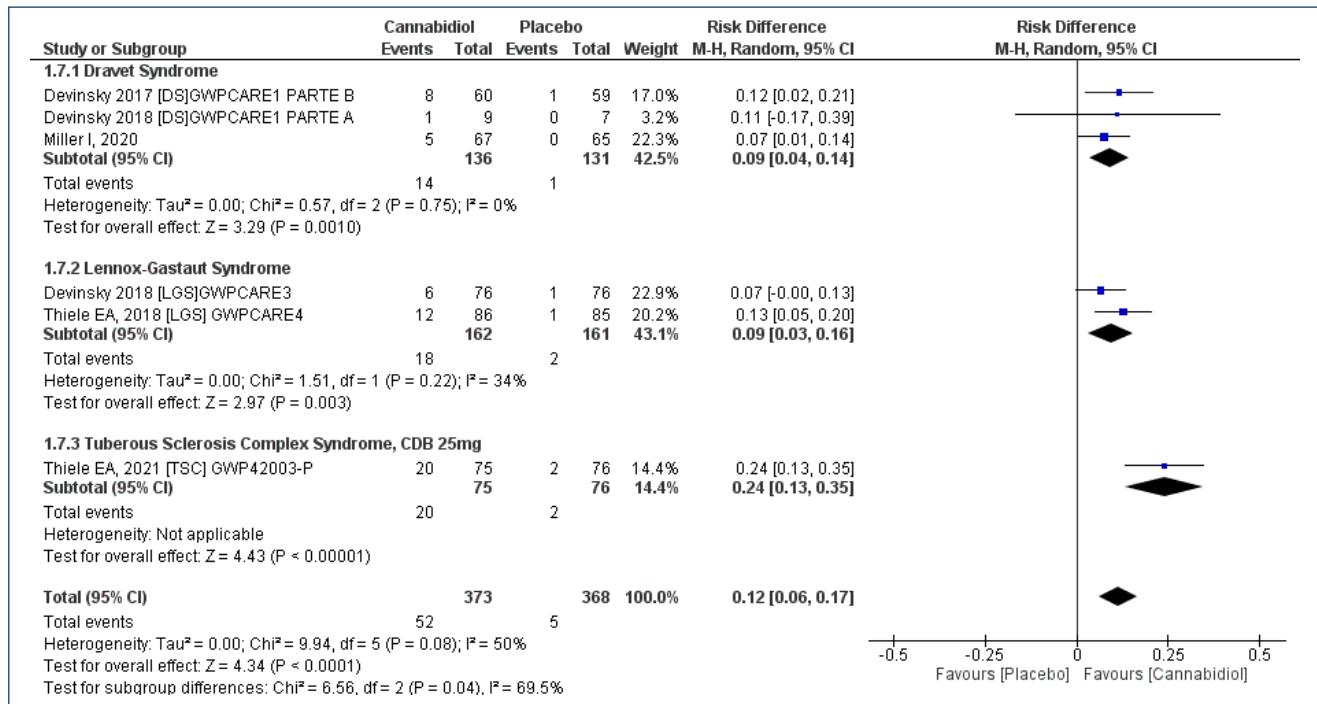 Cannabidiol Placebo Risk Difference Risk Difference
Study or Subgroup Events Total Events Total Weight M-H, Random, 95% CI M-H, Random, 95% CI
1.7.1 Dravet Syndrome
Devinsky 2017 [DS]GWPCARE1 PARTE B 8 60 1 59 17.0% 0.12 [0.02, 0.21]
Devinsky 2018 [DS]GWPCARE1 PARTE A 1 9 0 7 3.2% 0.11 [-0.17, 0.39]
Miller I, 2020 5 67 0 65 22.3% 0.07 [0.01, 0.14]
Subtotal (95% CI) 136 131 42.5% 0.09 [0.04, 0.14]
Total events 14 1
Heterogeneity: Tau² = 0.00; Chi² = 0.57, df = 2 (P = 0.75); I² = 0%
Test for overall effect: Z = 3.29 (P = 0.0010)
1.7.2 Lennox-Gastaut Syndrome
Devinsky 2018 [LGS]GWPCARE3 6 76 1 76 22.9% 0.07 [-0.00, 0.13]
Thiele EA, 2018 [LGS] GWPCARE4 12 86 1 85 20.2% 0.13 [0.05, 0.20]
Subtotal (95% CI) 162 161 43.1% 0.09 [0.03, 0.16]
Total events 18 2
Heterogeneity: Tau² = 0.00; Chi² = 1.51, df = 1 (P = 0.22); I² = 34%
Test for overall effect: Z = 2.97 (P = 0.003)
1.7.3 Tuberous Sclerosis Complex Syndrome, CDB 25mg
Thiele EA, 2021 [TSC] GWP42003-P 20 75 2 76 14.4% 0.24 [0.13, 0.35]
Subtotal (95% CI) 75 76 14.4% 0.24 [0.13, 0.35]
Total events 20 2
Heterogeneity: Not applicable
Test for overall effect: Z = 4.43 (P < 0.00001)
Total (95% CI) 373 368 100.0% 0.12 [0.06, 0.17]
Total events 52 5
Heterogeneity: Tau² = 0.00; Chi² = 9.94, df = 5 (P = 0.08); I² = 50%
Test for overall effect: Z = 4.34 (P < 0.0001)
Test for subgroup differences: Chi² = 6.56, df = 2 (P = 0.04), I² = 69.5%
-0.5 -0.25 0 0.25 0.5
Favours [Placebo] Favours [Cannabidiol]